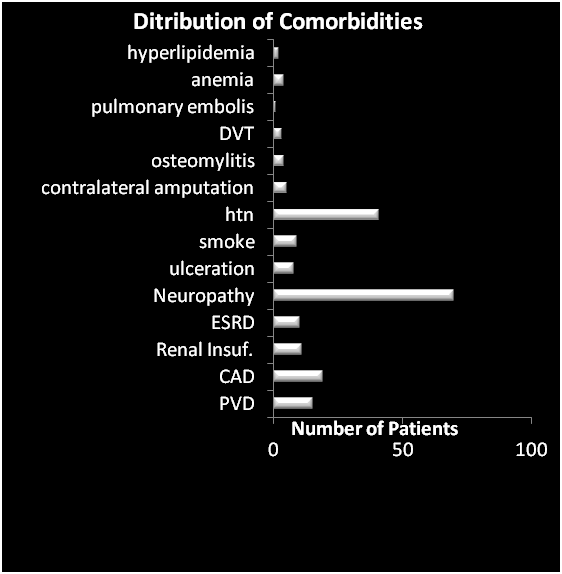 Ditribution of Comorbidities
hyperlipidemia
anemia
pulmonary embolis
DVT
osteomylitis
contralateral amputation
htn
smoke
ulceration
Neuropathy
ESRD
Renal Insuf.
CAD
PVD
Number of Patients
0 50 100